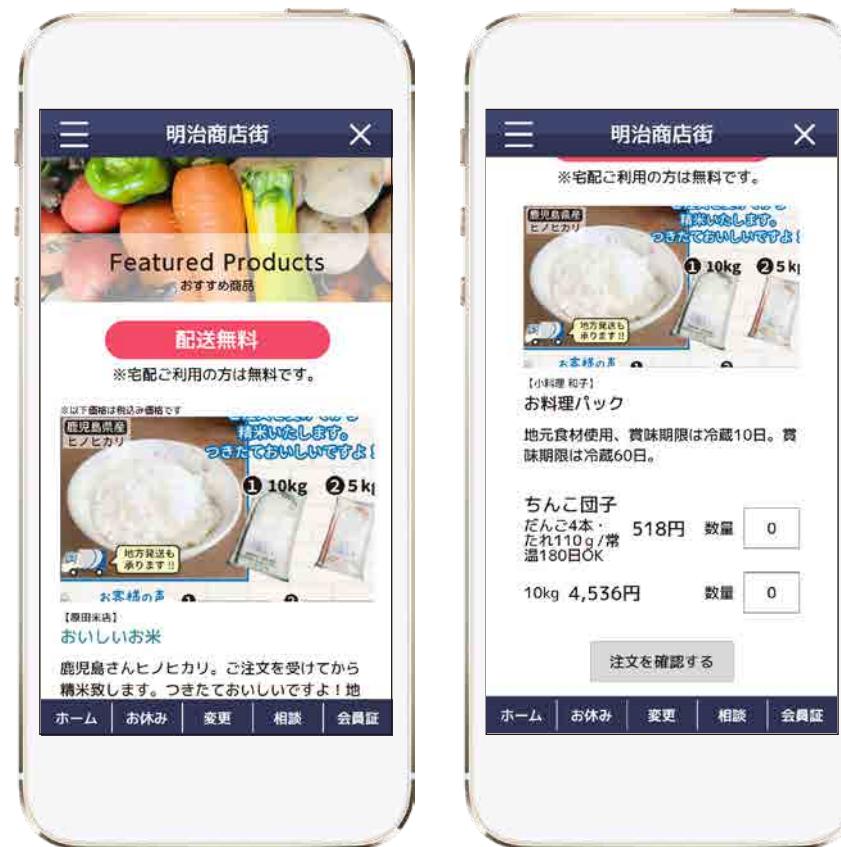 明治商店街
Featured Products
おすすめ商品
配送無料
※宅配ご利用の方は無料です。
※以下価格は税込み価格です
鹿児島県産
ヒノヒカリ
精米いたします。
つきたておいしいですよ!
❶ 10kg ❷ 5kg
地方発送も
承ります!!
お客様の声 ❶ ❷
【原田米店】
おいしいお米
鹿児島さんヒノヒカリ。ご注文を受けてから
精米致します。つきたておいしいですよ!地
ホーム お休み 変更 相談 会員証
明治商店街
※宅配ご利用の方は無料です。
鹿児島県産
ヒノヒカリ
精米いたします。
つきたておいしいですよ!
❶ 10kg ❷ 5kg
地方発送も
承ります!!
お客様の声 ❶ ❷
【小料理 和子】
お料理パック
地元食材使用、賞味期限は冷蔵10日。賞
味期限は冷蔵60日。
ちんこ団子
だんご4本・
たれ110g/常
温180日OK
518円 数量 0
10kg 4,536円 数量 0
注文を確認する
ホーム お休み 変更 相談 会員証